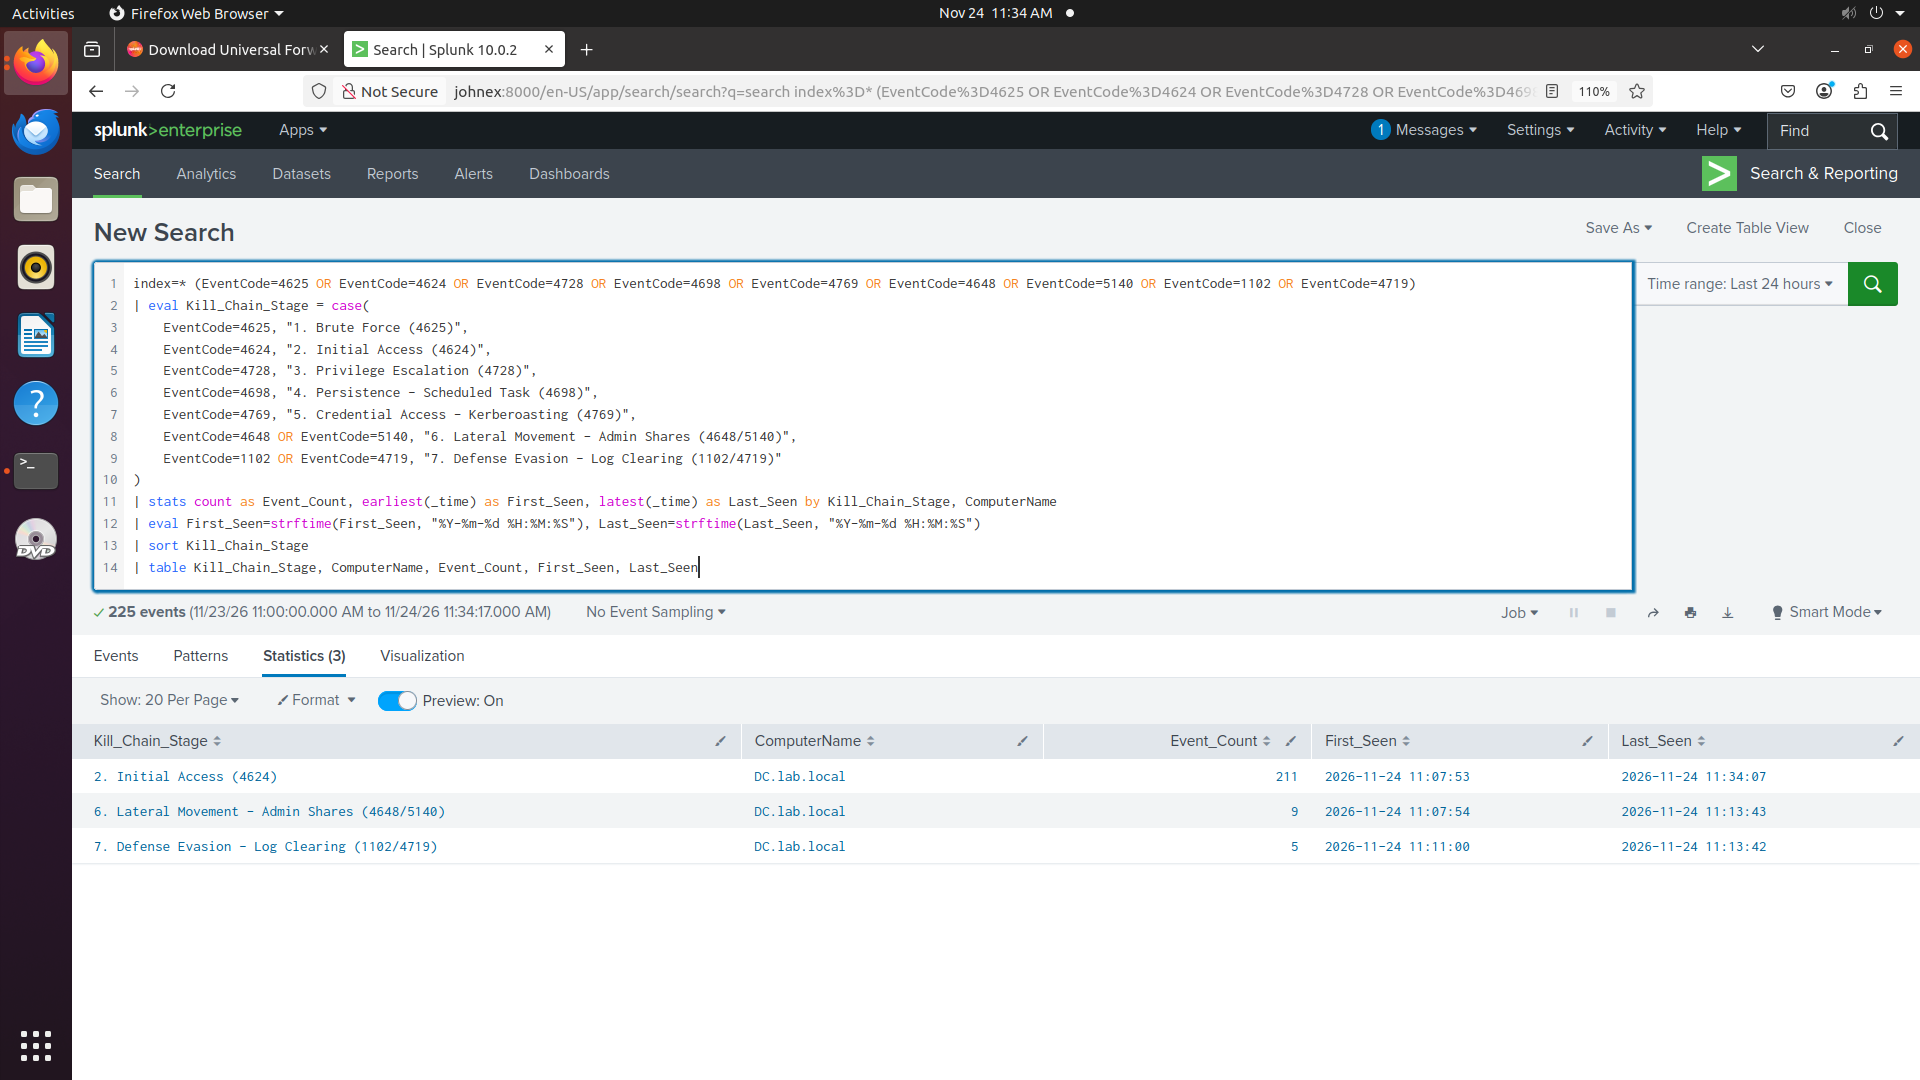 Activities
Firefox Web Browser
Nov 24 11:34 AM
Download Universal Forw
Search | Splunk 10.0.2
Not Secure
johnex:8000/en-US/app/search/search?q=search index%3D* (EventCode%3D4625 OR EventCode%3D4624 OR EventCode%3D4728 OR EventCode%3D4698
110%
splunk>enterprise
Apps
1 Messages
Settings
Activity
Help
Find
Search
Analytics
Datasets
Reports
Alerts
Dashboards
Search & Reporting
New Search
Save As
Create Table View
Close
1 index=* (EventCode=4625 OR EventCode=4624 OR EventCode=4728 OR EventCode=4698 OR EventCode=4769 OR EventCode=4648 OR EventCode=5140 OR EventCode=1102 OR EventCode=4719)
2 | eval Kill_Chain_Stage = case(
3 EventCode=4625, "1. Brute Force (4625)",
4 EventCode=4624, "2. Initial Access (4624)",
5 EventCode=4728, "3. Privilege Escalation (4728)",
6 EventCode=4698, "4. Persistence - Scheduled Task (4698)",
7 EventCode=4769, "5. Credential Access - Kerberoasting (4769)",
8 EventCode=4648 OR EventCode=5140, "6. Lateral Movement - Admin Shares (4648/5140)",
9 EventCode=1102 OR EventCode=4719, "7. Defense Evasion - Log Clearing (1102/4719)"
10 )
11 | stats count as Event_Count, earliest(_time) as First_Seen, latest(_time) as Last_Seen by Kill_Chain_Stage, ComputerName
12 | eval First_Seen=strftime(First_Seen, "%Y-%m-%d %H:%M:%S"), Last_Seen=strftime(Last_Seen, "%Y-%m-%d %H:%M:%S")
13 | sort Kill_Chain_Stage
14 | table Kill_Chain_Stage, ComputerName, Event_Count, First_Seen, Last_Seen
Time range: Last 24 hours
225 events (11/23/26 11:00:00.000 AM to 11/24/26 11:34:17.000 AM)
No Event Sampling
Job
Smart Mode
Events
Patterns
Statistics (3)
Visualization
Show: 20 Per Page
Format
Preview: On
Kill_Chain_Stage ComputerName Event_Count First_Seen Last_Seen
2. Initial Access (4624) DC.lab.local 211 2026-11-24 11:07:53 2026-11-24 11:34:07
6. Lateral Movement - Admin Shares (4648/5140) DC.lab.local 9 2026-11-24 11:07:54 2026-11-24 11:13:43
7. Defense Evasion - Log Clearing (1102/4719) DC.lab.local 5 2026-11-24 11:11:00 2026-11-24 11:13:42
DVD